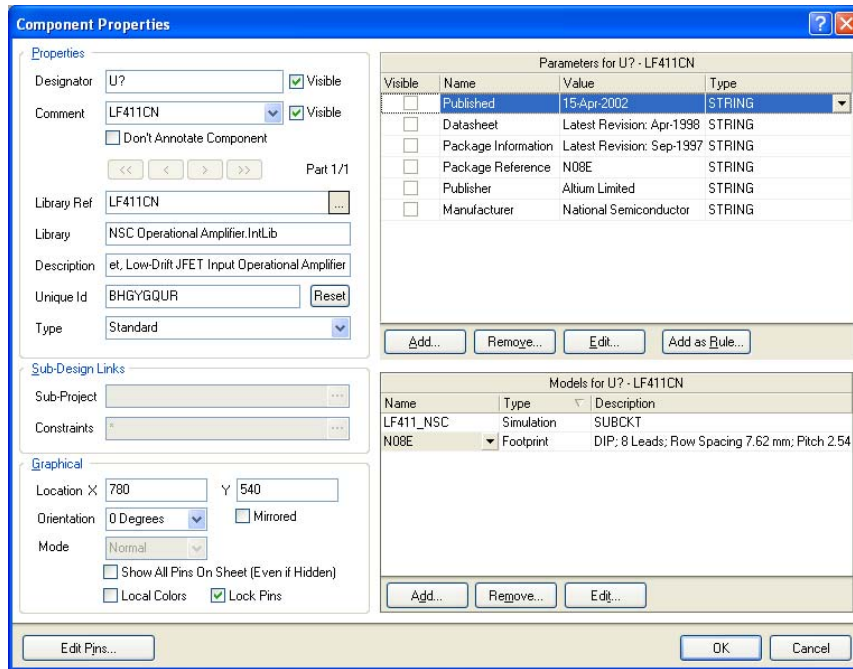 Component Properties
Properties
Designator U? Visible
Comment LF411CN Visible
Don't Annotate Component
<< < > >> Part 1/1
Library Ref LF411CN ...
Library NSC Operational Amplifier.IntLib
Description et, Low-Drift JFET Input Operational Amplifier
Unique Id BHGYGQUR Reset
Type Standard
Sub-Design Links
Sub-Project ...
Constraints * ...
Graphical
Location X 780 Y 540
Orientation 0 Degrees Mirrored
Mode Normal
Show All Pins On Sheet (Even if Hidden)
Local Colors Lock Pins
Parameters for U? - LF411CN
Visible Name Value Type
Published 15-Apr-2002 STRING
Datasheet Latest Revision: Apr-1998 STRING
Package Information Latest Revision: Sep-1997 STRING
Package Reference N08E STRING
Publisher Altium Limited STRING
Manufacturer National Semiconductor STRING
Add... Remove... Edit... Add as Rule...
Models for U? - LF411CN
Name Type Description
LF411_NSC Simulation SUBCKT
N08E Footprint DIP; 8 Leads; Row Spacing 7.62 mm; Pitch 2.54
Add... Remove... Edit...
Edit Pins... OK Cancel